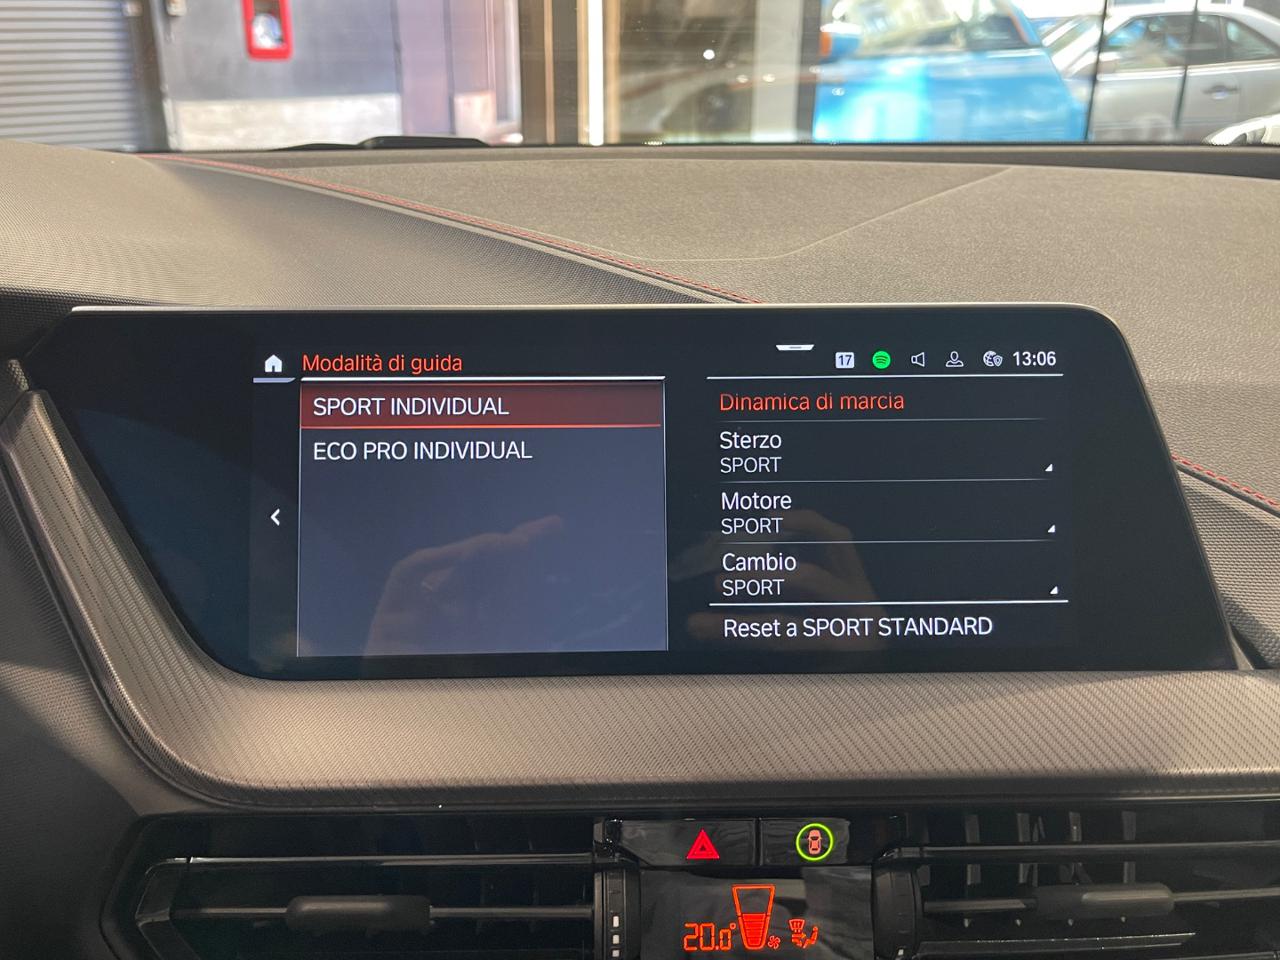 Modalità di guida
17
13:06
SPORT INDIVIDUAL
ECO PRO INDIVIDUAL
Dinamica di marcia
Sterzo
SPORT
Motore
SPORT
Cambio
SPORT
Reset a SPORT STANDARD
20.0°